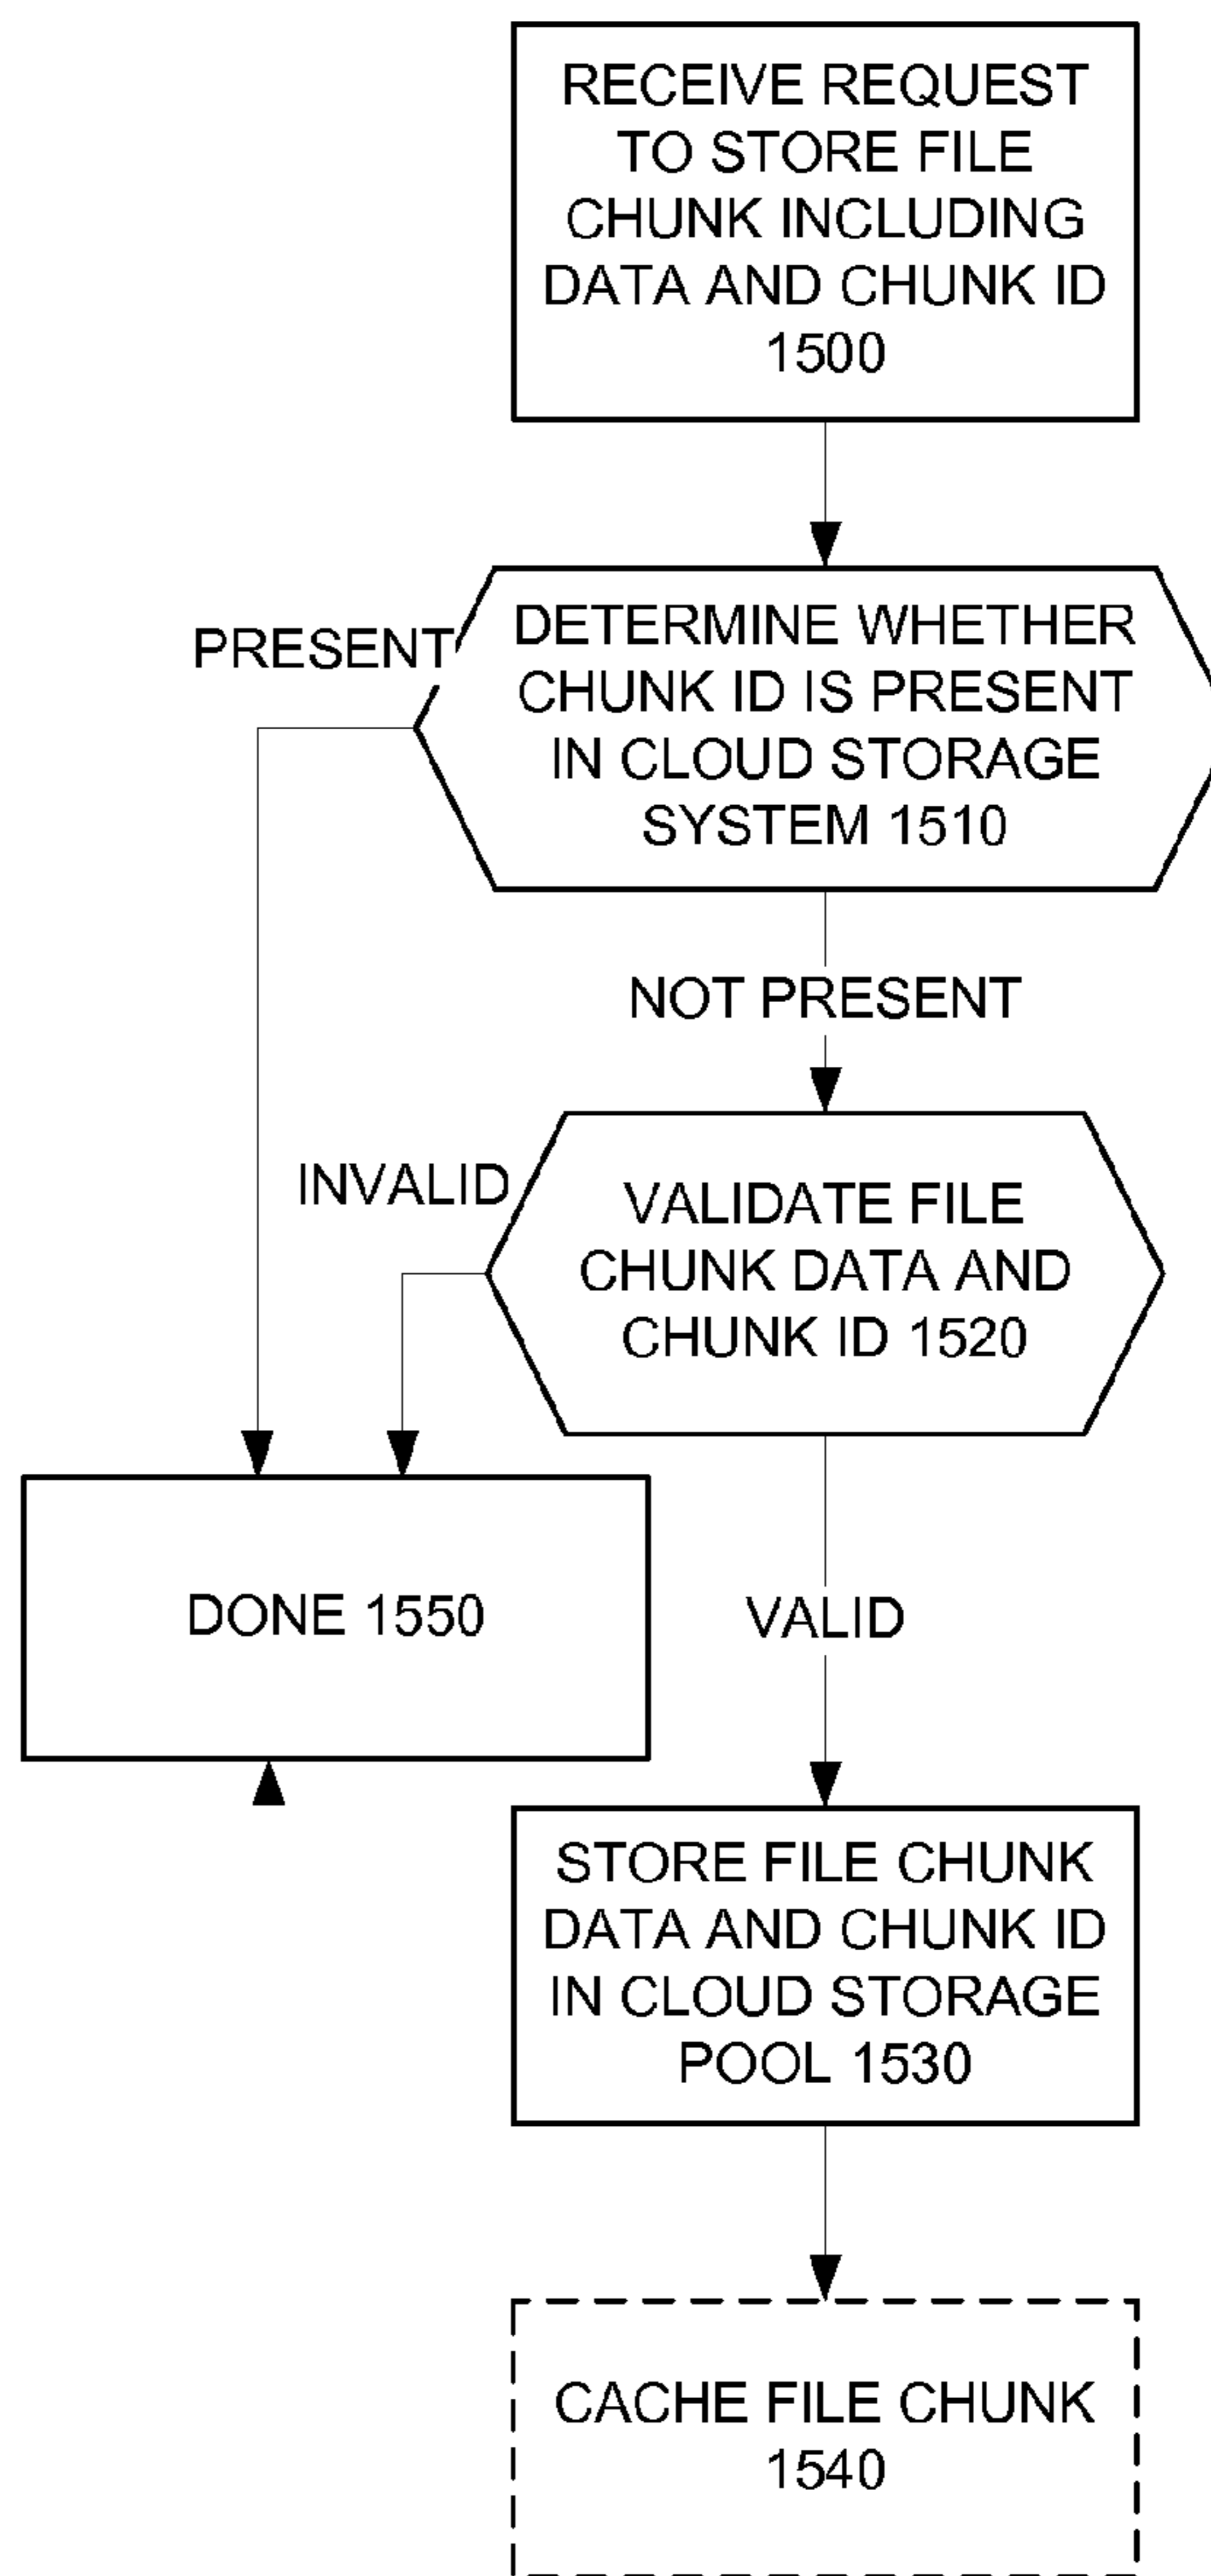 RECEIVE REQUEST
TO STORE FILE
CHUNK INCLUDING
DATA AND CHUNK ID
1500
PRESENT
DETERMINE WHETHER
CHUNK ID IS PRESENT
IN CLOUD STORAGE
SYSTEM 1510
NOT PRESENT
INVALID
VALIDATE FILE
CHUNK DATA AND
CHUNK ID 1520
DONE 1550
VALID
STORE FILE CHUNK
DATA AND CHUNK ID
IN CLOUD STORAGE
POOL 1530
CACHE FILE CHUNK
1540